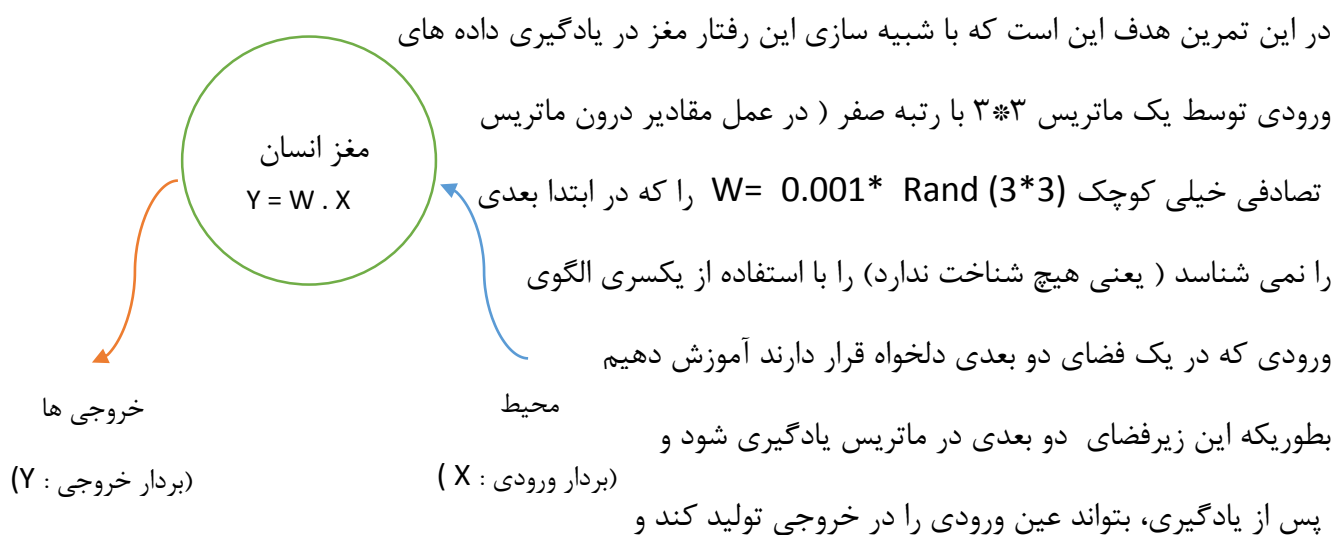 در این تمرین هدف این است که با شبیه سازی این رفتار مغز در یادگیری داده های
ورودی توسط یک ماتریس ۳*۳ با رتبه صفر ( در عمل مقادیر درون ماتریس
تصادفی خیلی کوچک W= 0.001* Rand (3*3) را که در ابتدا بعدی
را نمی شناسد ( یعنی هیچ شناخت ندارد) را با استفاده از یکسری الگوی
ورودی که در یک فضای دو بعدی دلخواه قرار دارند آموزش دهیم
بطوریکه این زیرفضای دو بعدی در ماتریس یادگیری شود و
پس از یادگیری، بتواند عین ورودی را در خروجی تولید کند و
مغز انسان
Y = W . X
محیط
(بردار ورودی : X )
خروجی ها
(بردار خروجی : Y)